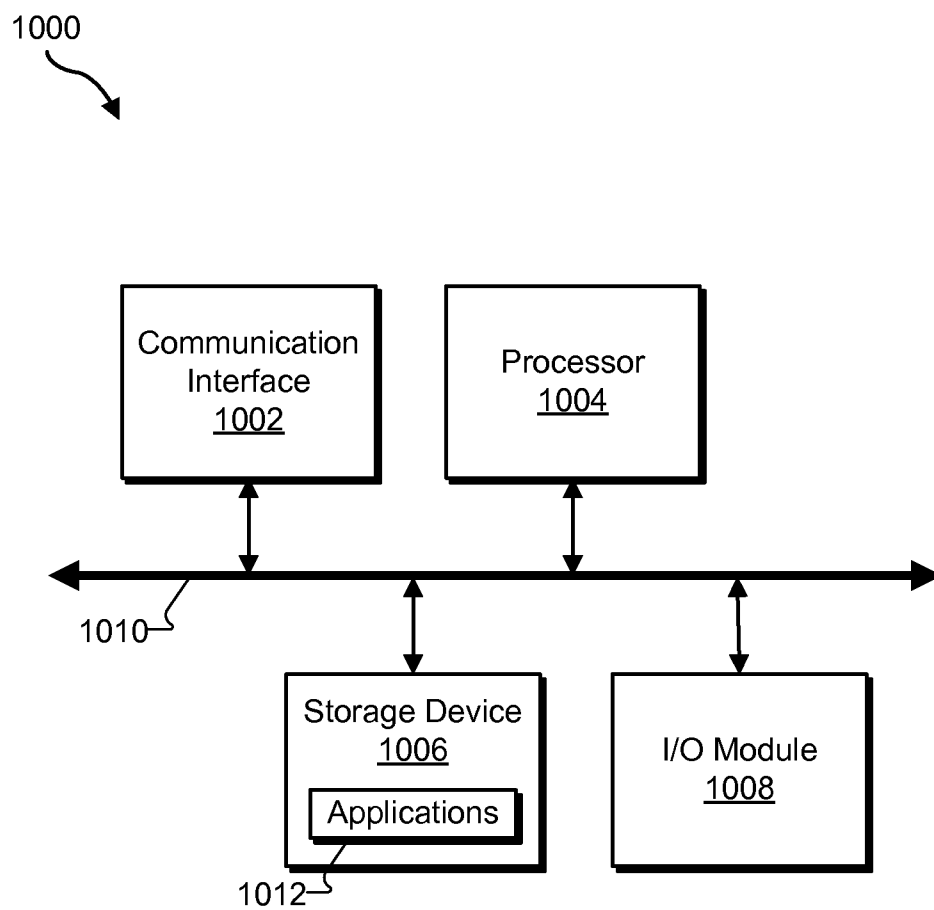 1000
Communication
Interface
1002
Processor
1004
1010
Storage Device
1006
Applications
1012
I/O Module
1008